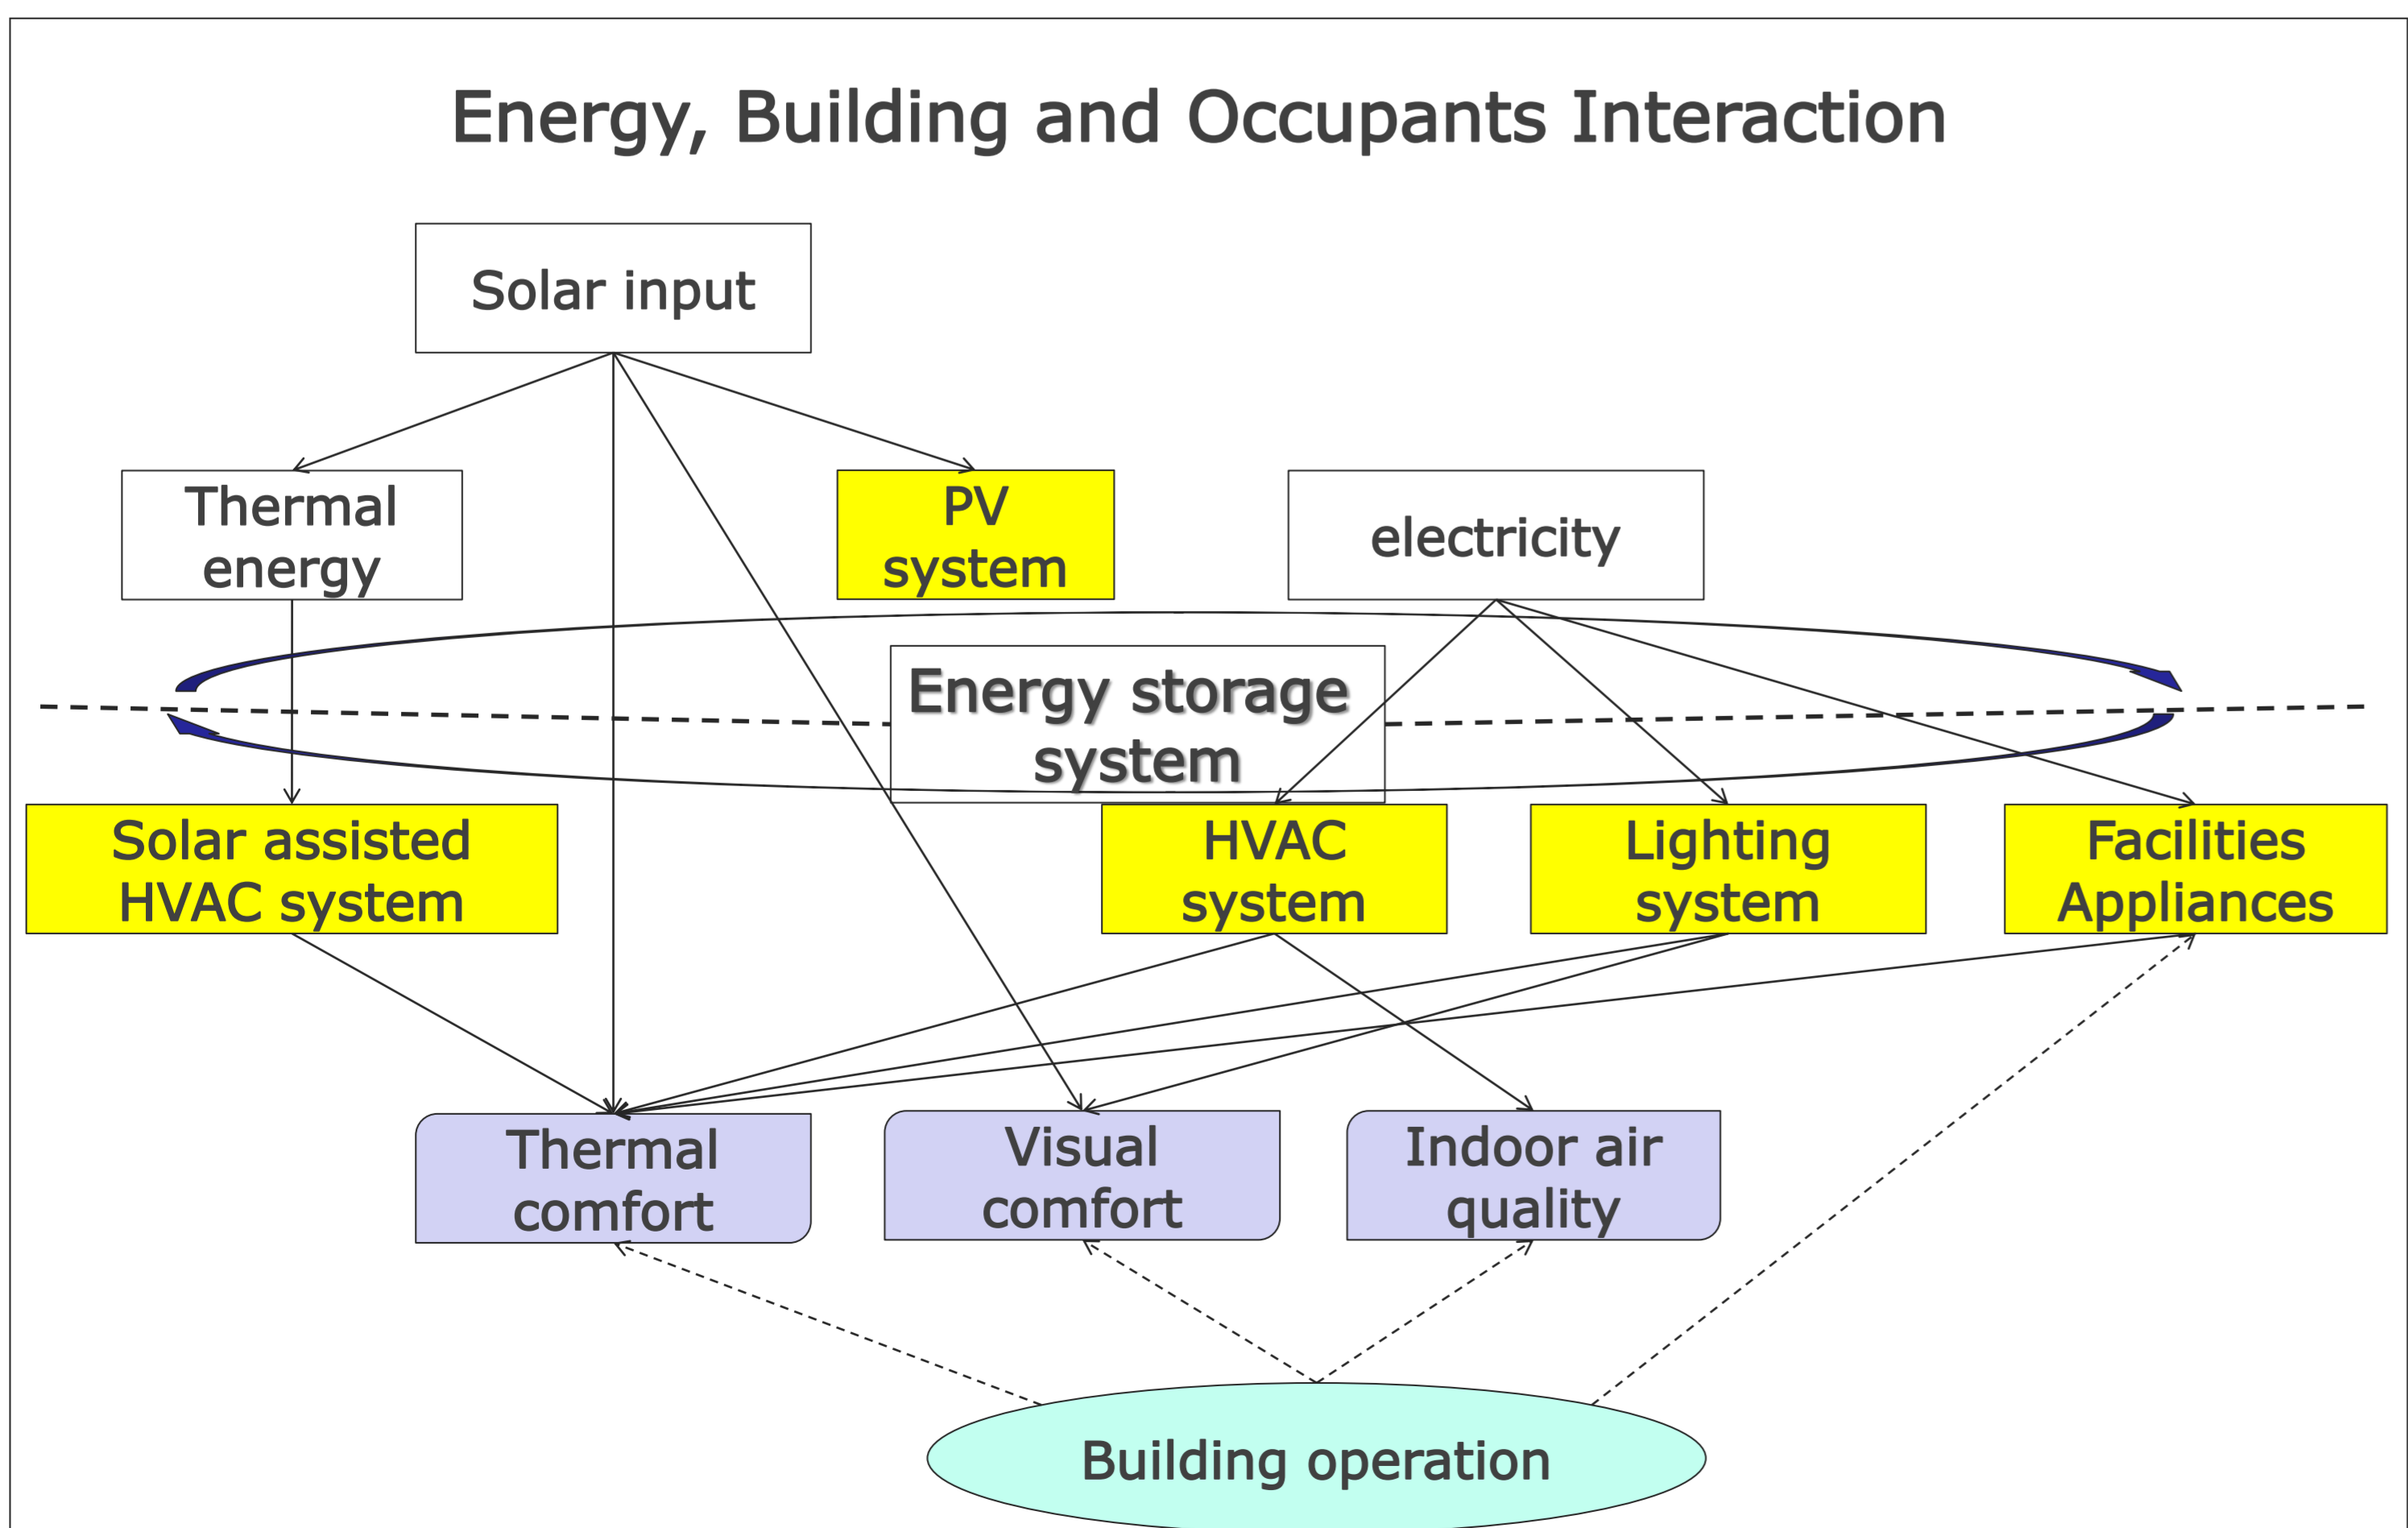 Energy, Building and Occupants Interaction
Solar input
Thermal
energy
PV
system
electricity
Energy storage
system
Solar assisted
HVAC system
HVAC
system
Lighting
system
Facilities
Appliances
Thermal
comfort
Visual
comfort
Indoor air
quality
Building operation